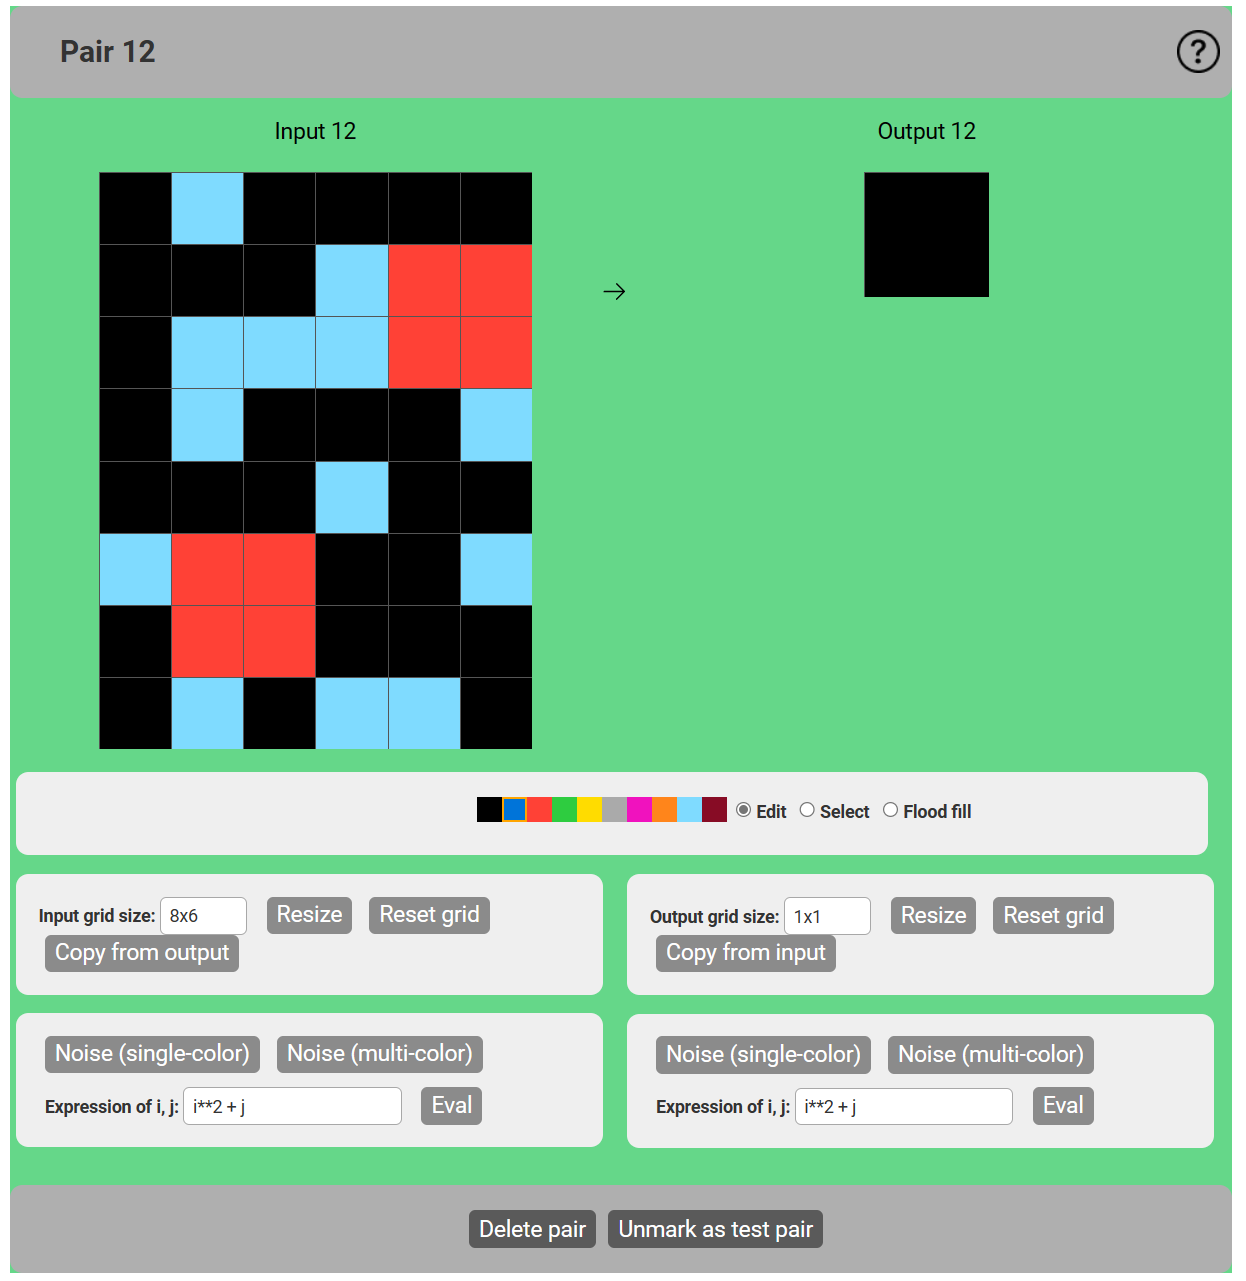 Pair 12
?
Input 12
Output 12
→
Edit Select Flood fill
Input grid size: 8x6 Resize Reset grid
Copy from output
Output grid size: 1x1 Resize Reset grid
Copy from input
Noise (single-color) Noise (multi-color)
Expression of i, j: i**2 + j Eval
Noise (single-color) Noise (multi-color)
Expression of i, j: i**2 + j Eval
Delete pair Unmark as test pair